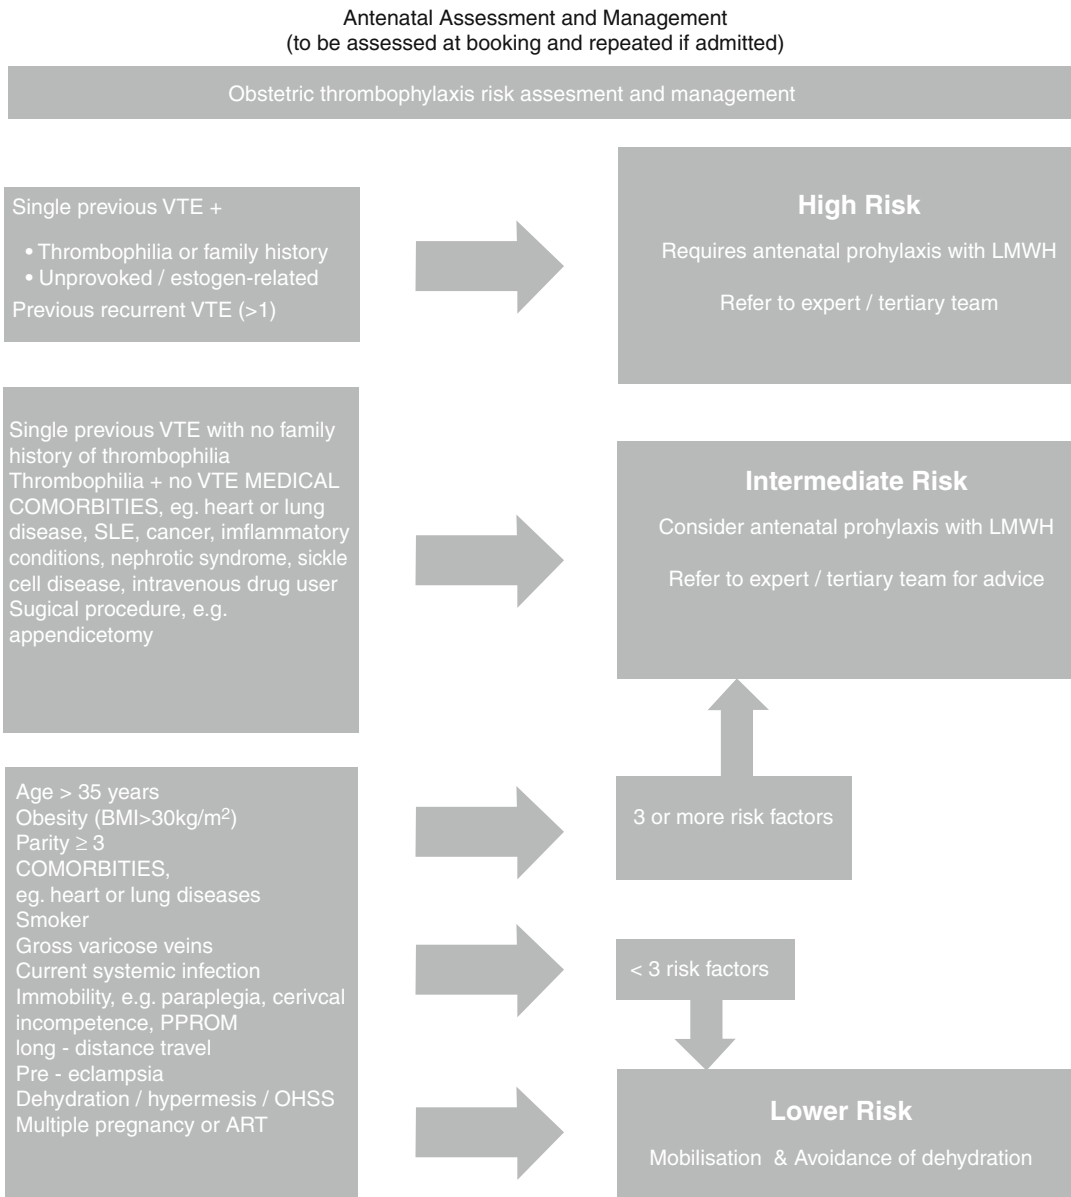 Antenatal Assessment and Management
(to be assessed at booking and repeated if admitted)
Obstetric thrombophylaxis risk assesment and management
Single previous VTE +
• Thrombophilia or family history
• Unprovoked / estogen-related
Previous recurrent VTE (>1)
High Risk
Requires antenatal prohylaxis with LMWH
Refer to expert / tertiary team
Single previous VTE with no family
history of thrombophilia
Thrombophilia + no VTE MEDICAL
COMORBITIES, eg. heart or lung
disease, SLE, cancer, imflammatory
conditions, nephrotic syndrome, sickle
cell disease, intravenous drug user
Sugical procedure, e.g.
appendicetomy
Intermediate Risk
Consider antenatal prohylaxis with LMWH
Refer to expert / tertiary team for advice
Age > 35 years
Obesity (BMI>30kg/m²)
Parity ≥ 3
COMORBITIES,
eg. heart or lung diseases
Smoker
Gross varicose veins
Current systemic infection
Immobility, e.g. paraplegia, cerivcal
incompetence, PPROM
long - distance travel
Pre - eclampsia
Dehydration / hypermesis / OHSS
Multiple pregnancy or ART
3 or more risk factors
< 3 risk factors
Lower Risk
Mobilisation & Avoidance of dehydration